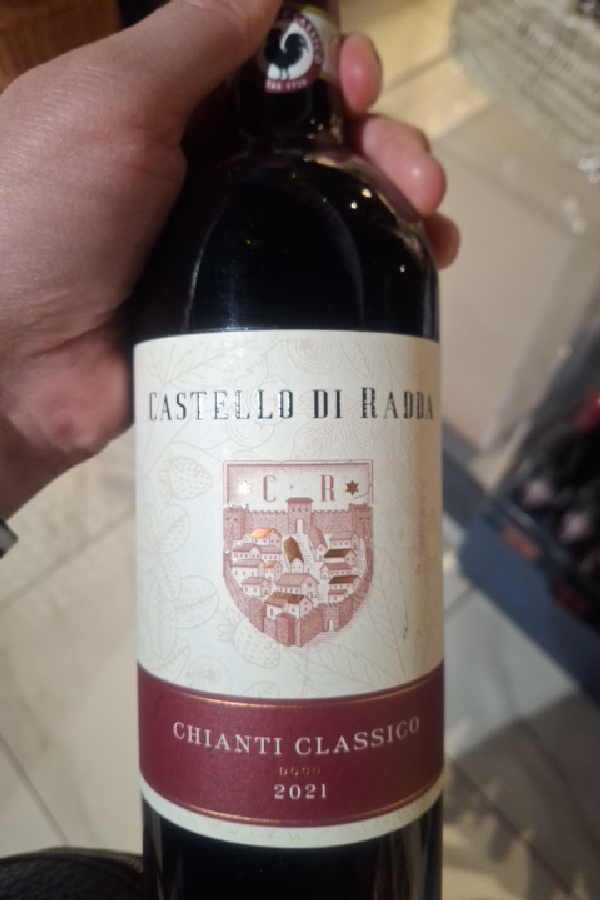 CASTELLO DI RADDA
C · R
CHIANTI CLASSICO
DOCG
2021